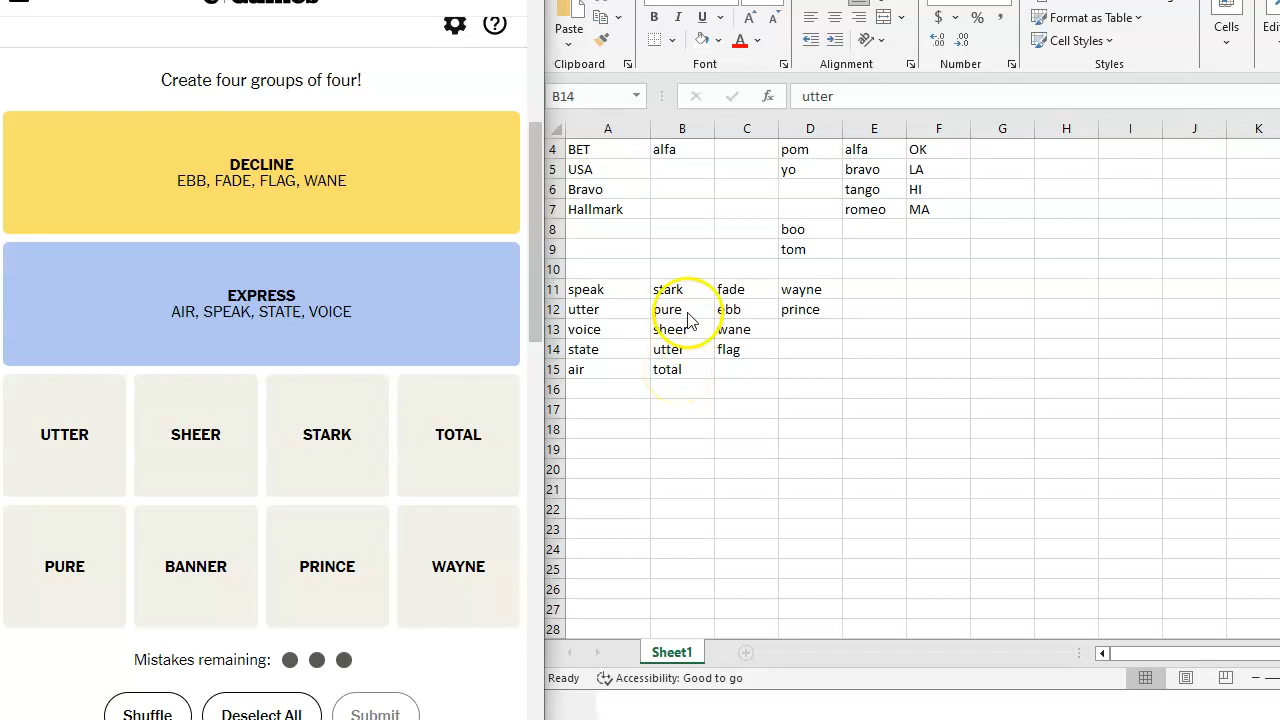 Create four groups of four!
DECLINE
EBB, FADE, FLAG, WANE
EXPRESS
AIR, SPEAK, STATE, VOICE
UTTER SHEER STARK TOTAL
PURE BANNER PRINCE WAYNE
Mistakes remaining:
Shuffle Deselect All Submit
Paste
B I U A $ % Format as Table
Cell Styles
Cells
Clipboard Font Alignment Number Styles
B14 fx utter
A B C D E F G H I J K
4 BET alfa pom alfa OK
5 USA yo bravo LA
6 Bravo tango HI
7 Hallmark romeo MA
8 boo
9 tom
10
11 speak stark fade wayne
12 utter pure ebb prince
13 voice sheer wane
14 state utter flag
15 air total
16
17
18
19
20
21
22
23
24
25
26
27
28
Sheet1
Ready Accessibility: Good to go